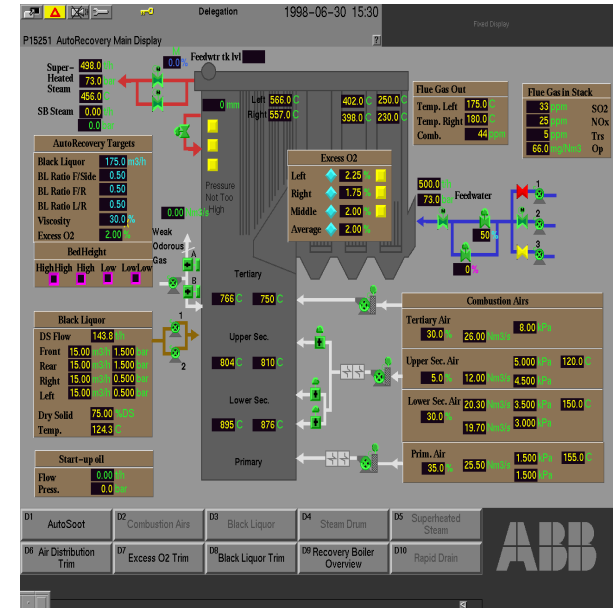 Delegation
1998-06-30 15:30
Fixed Display
P15251 AutoRecovery Main Display
?
Feedwtr tk lvl
0.0 %
Super-
Heated
Steam
498.0
73.0
456.0 C
SB Steam 0.00
0.0
0 mm
Left 566.0 C 402.0 C 250.0 C
Right 557.0 C 398.0 C 230.0 C
Flue Gas Out
Temp. Left 175.0 C
Temp. Right 180.0 C
Comb. 44 ppm
Flue Gas in Stack
33 ppm SO2
25 ppm NOx
5 ppm Trs
66.0 mg/Nm3 Op
AutoRecovery Targets
Black Liquor 175.0 m3/h
BL Ratio F/Side 0.50
BL Ratio F/R 0.50
BL Ratio L/R 0.50
Viscosity 30.0 %
Excess O2 2.00 %
Pressure
Not Too
High
0.00
Excess O2
Left 2.25 %
Right 1.75 %
Middle 2.00 %
Average 2.00 %
500.0
73.0
Feedwater
50 %
0 %
1
2
3
Bed Height
HighHigh High Low LowLow
Weak
Odorous
Gas
A
B
Tertiary
766 C 750 C
Upper Sec.
804 C 810 C
Lower Sec.
895 C 876 C
Primary
Black Liquor
DS Flow 143.8 t/h
Front 15.00 m3/h 1.500 bar
Rear 15.00 m3/h 1.500 bar
Right 15.00 m3/h 0.500 bar
Left 15.00 m3/h 0.500 bar
Dry Solid 75.00 %DS
Temp. 124.3 C
1
2
Start-up oil
Flow 0.00 t/h
Press. 0.0 bar
Combustion Airs
Tertiary Air
30.0 % 26.00 Nm3/s 8.00 kPa
Upper Sec. Air
5.0 % 12.00 Nm3/s 5.000 kPa 120.0 C
4.500 kPa
Lower Sec. Air
30.0 % 20.30 Nm3/s 3.500 kPa 150.0 C
19.70 Nm3/s 3.000 kPa
Prim. Air
35.0 % 25.50 Nm3/s 1.500 kPa 155.0 C
1.500 kPa
D1 AutoSoot
D2 Combustion Airs
D3 Black Liquor
D4 Steam Drum
D5 Superheated
Steam
D6 Air Distribution
Trim
D7 Excess O2 Trim
D8 Black Liquor Trim
D9 Recovery Boiler
Overview
D10 Rapid Drain
ABB